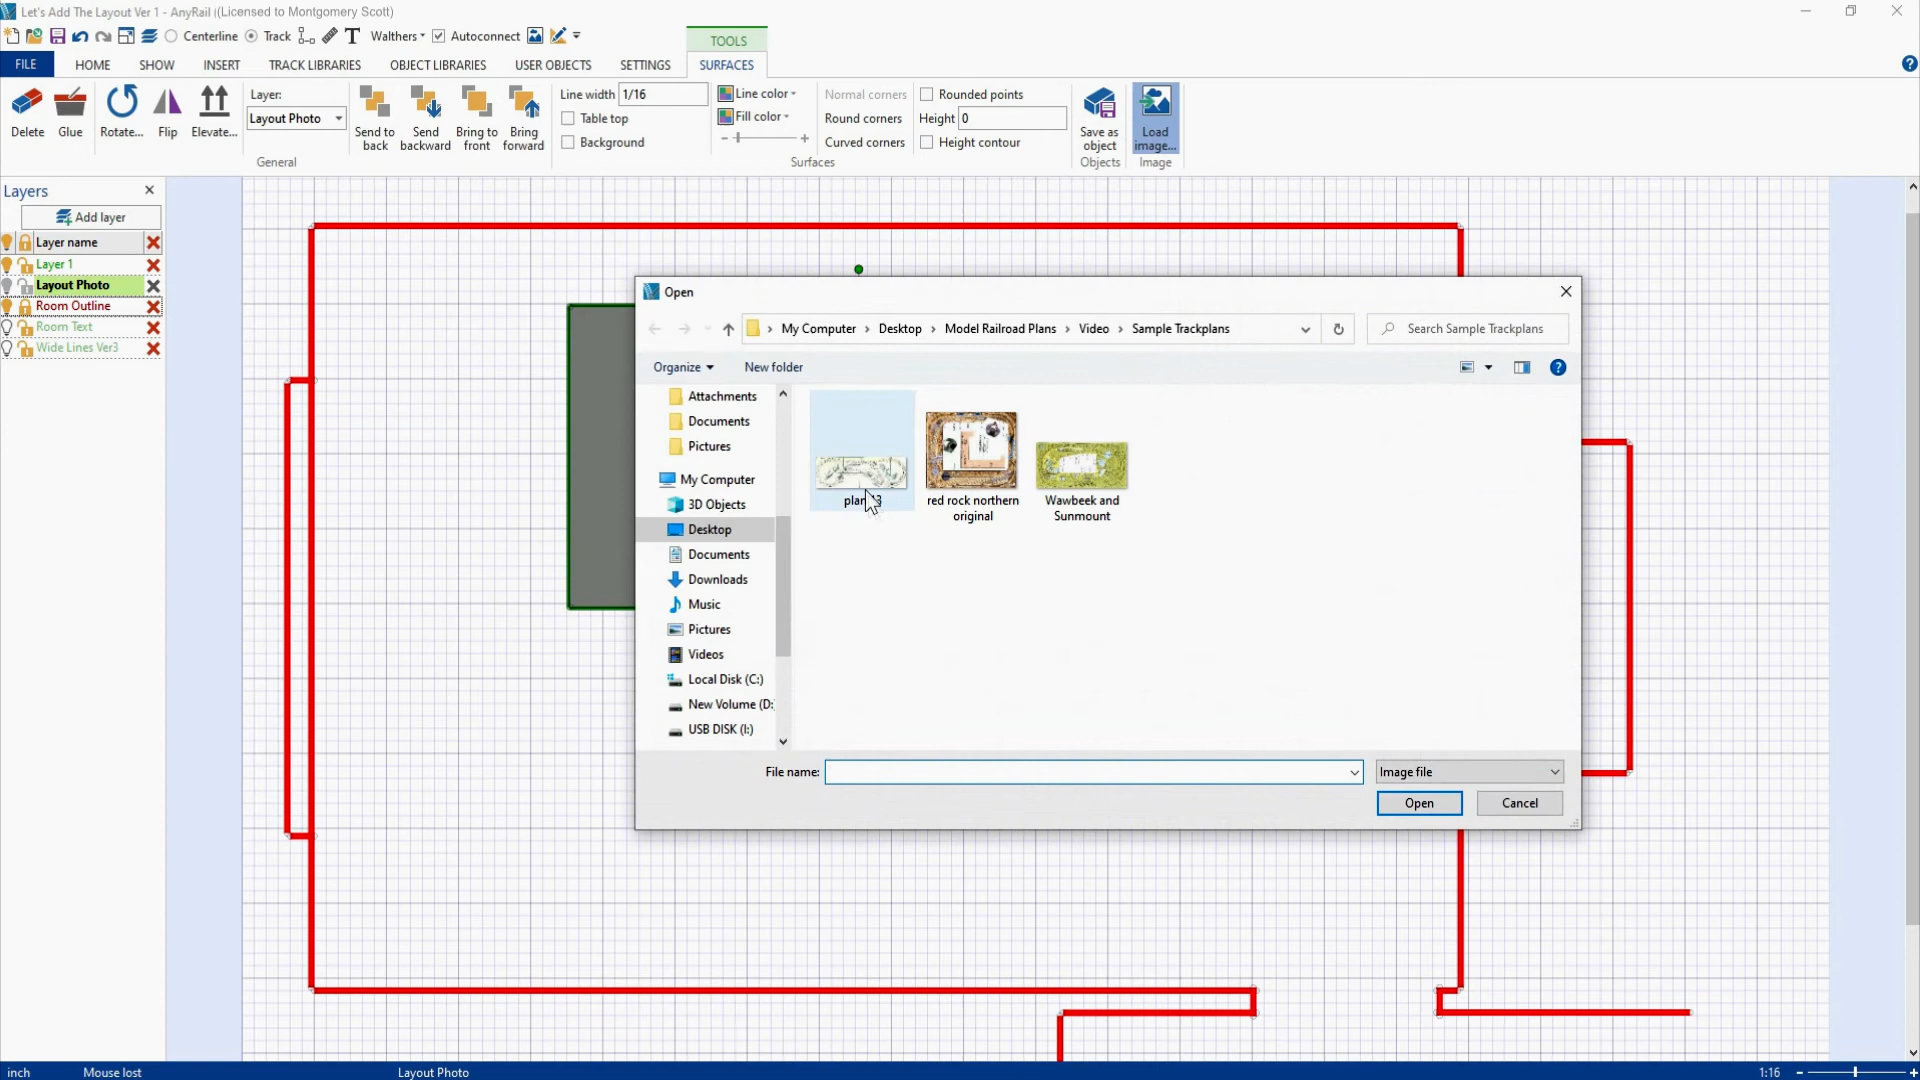 Let's Add The Layout Ver 1 - AnyRail ((Licensed to Montgomery Scott)
Centerline Track Walthers Autoconnect
TOOLS
FILE HOME SHOW INSERT TRACK LIBRARIES OBJECT LIBRARIES USER OBJECTS SETTINGS SURFACES
Delete Glue Rotate... Flip Elevate...
Layer:
Layout Photo
General
Send to back
Send backward
Bring to front
Bring forward
Line width 1/16
Table top
Background
Line color
Fill color
Surfaces
Normal corners
Round corners
Curved corners
Rounded points
Height 0
Height contour
Save as object
Objects
Load image...
Image
Layers
Add layer
Layer name
Layer 1
Layout Photo
Room Outline
Room Text
Wide Lines Ver3
Open
My Computer > Desktop > Model Railroad Plans > Video > Sample Trackplans
Search Sample Trackplans
Organize New folder
Attachments
Documents
Pictures
My Computer
3D Objects
Desktop
Documents
Downloads
Music
Pictures
Videos
Local Disk (C:)
New Volume (D:
USB DISK (I:)
red rock northern
original
Wawbeek and
Sunmount
File name: Image file
Open Cancel
inch Mouse lost Layout Photo 1:16